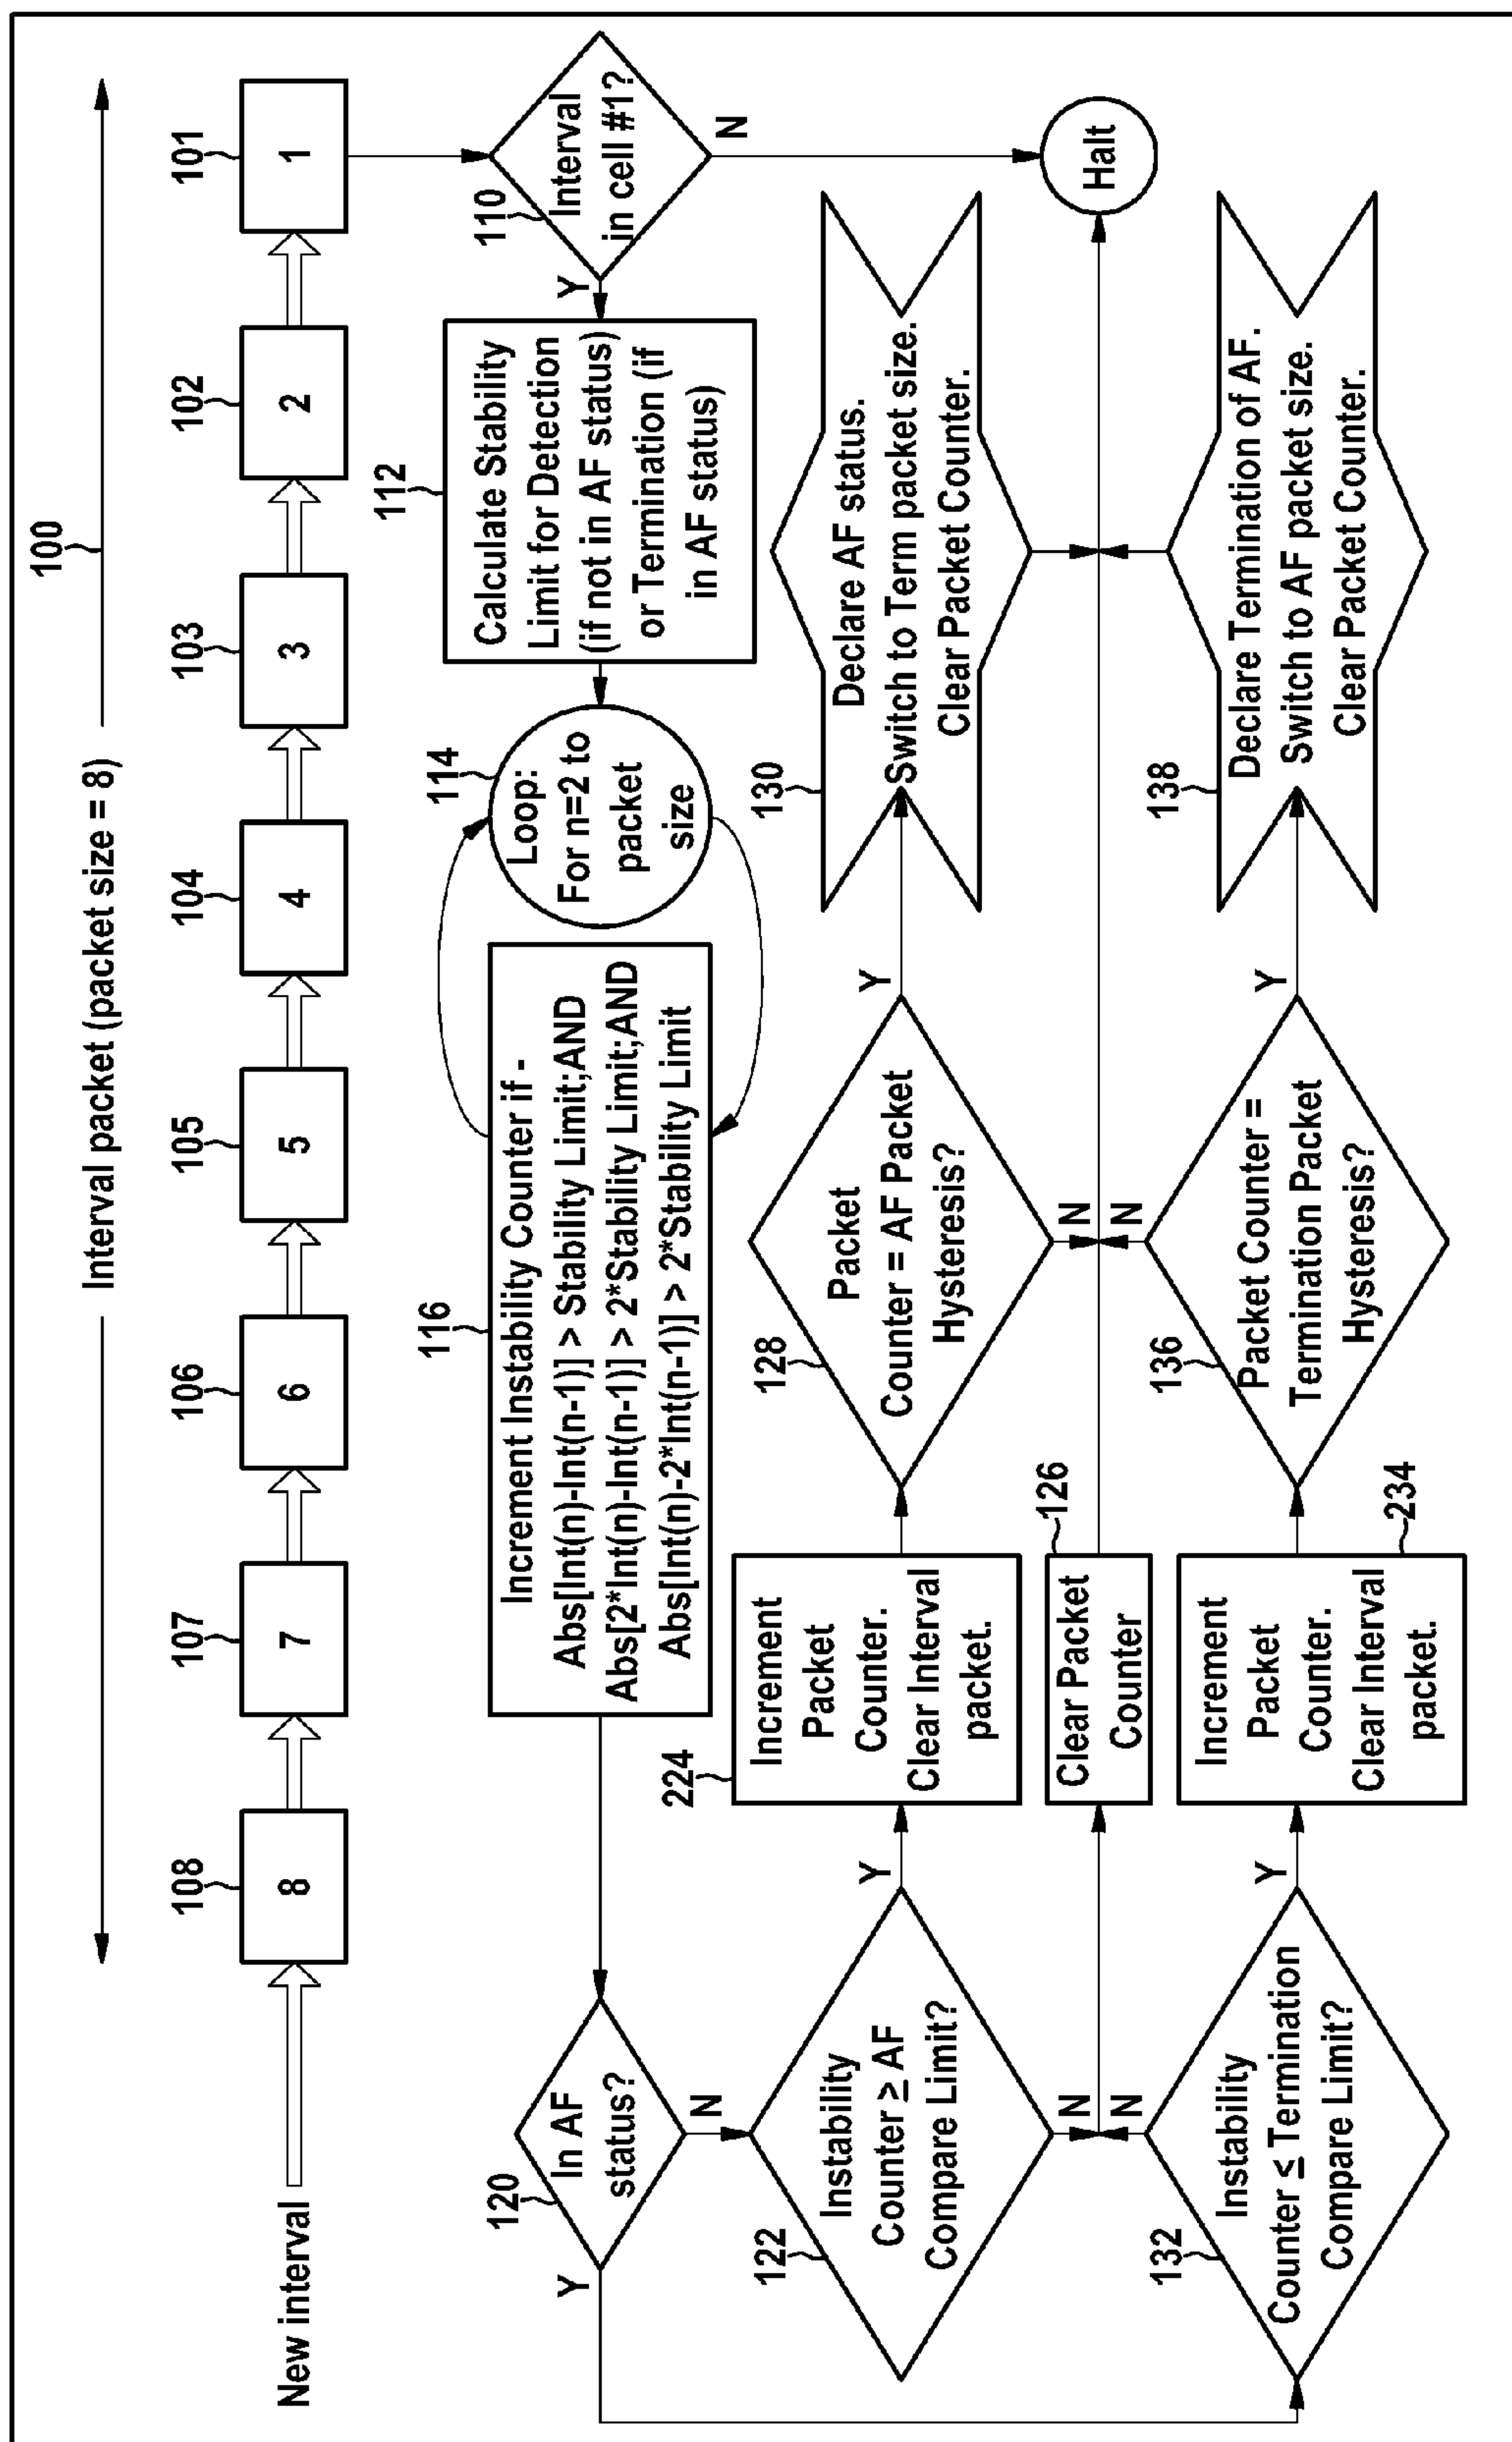 100
Interval packet (packet size = 8)
108
107
106
105
104
103
102
101
New interval
8
7
6
5
4
3
2
1
120
In AF
status?
Y
N
116
Increment Instability Counter if -
Abs[Int(n)-Int(n-1)] > Stability Limit;AND
Abs[2*Int(n)-Int(n-1)] > 2*Stability Limit;AND
Abs[Int(n)-2*Int(n-1)] > 2*Stability Limit
114
Loop:
For n=2 to
packet
size
112
Calculate Stability
Limit for Detection
(if not in AF status)
or Termination (if
in AF status)
Y
110
Interval
in cell #1?
N
122
Instability
Counter ≥ AF
Compare Limit?
Y
N
224
Increment
Packet
Counter.
Clear Interval
packet.
128
Packet
Counter = AF Packet
Hysteresis?
Y
N
130
Declare AF status.
Switch to Term packet size.
Clear Packet Counter.
126
Clear Packet
Counter
Halt
132
Instability
Counter ≤ Termination
Compare Limit?
N
Y
234
Increment
Packet
Counter.
Clear Interval
packet.
136
Packet Counter =
Termination Packet
Hysteresis?
N
Y
138
Declare Termination of AF.
Switch to AF packet size.
Clear Packet Counter.